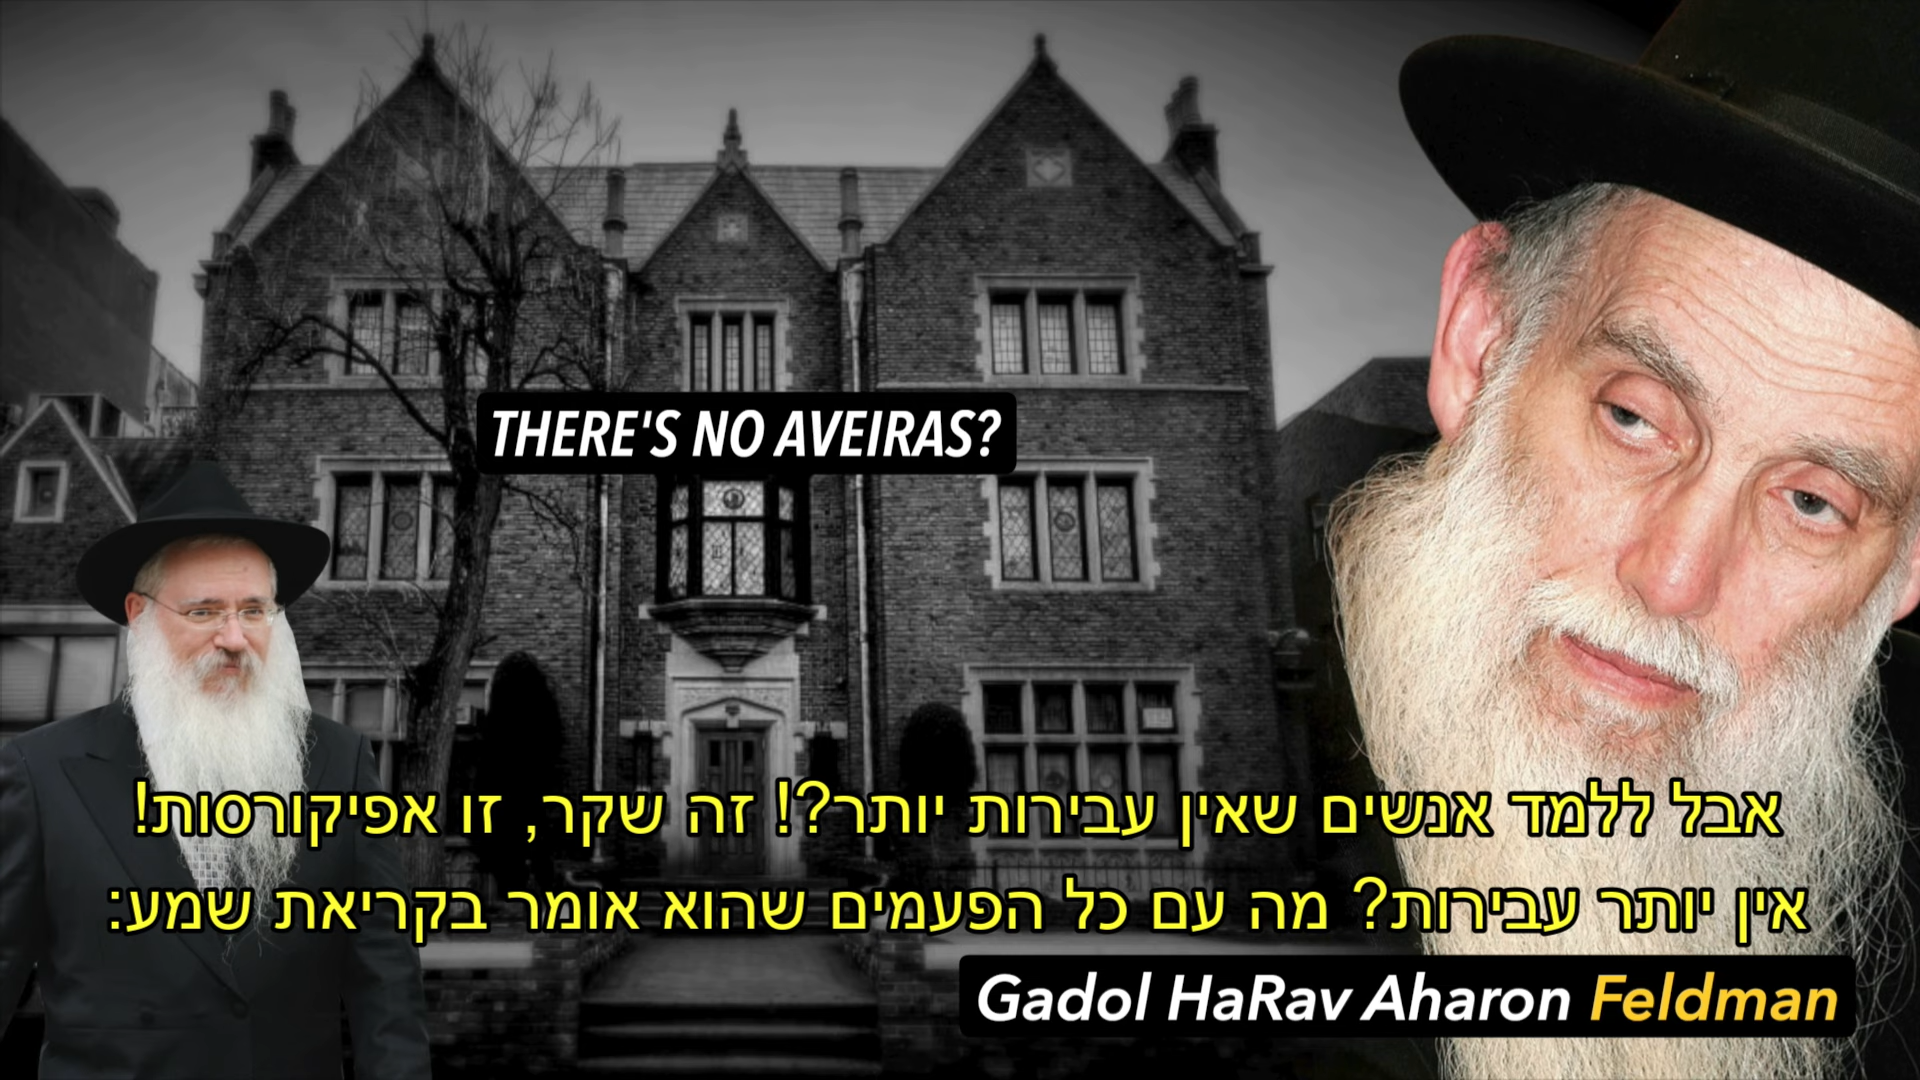 THERE'S NO AVEIRAS?
אבל ללמד אנשים שאין עבירות יותר?! זה שקר, זו אפיקורסות!
אין יותר עבירות? מה עם כל הפעמים שהוא אומר בקריאת שמע:
Gadol HaRav Aharon Feldman